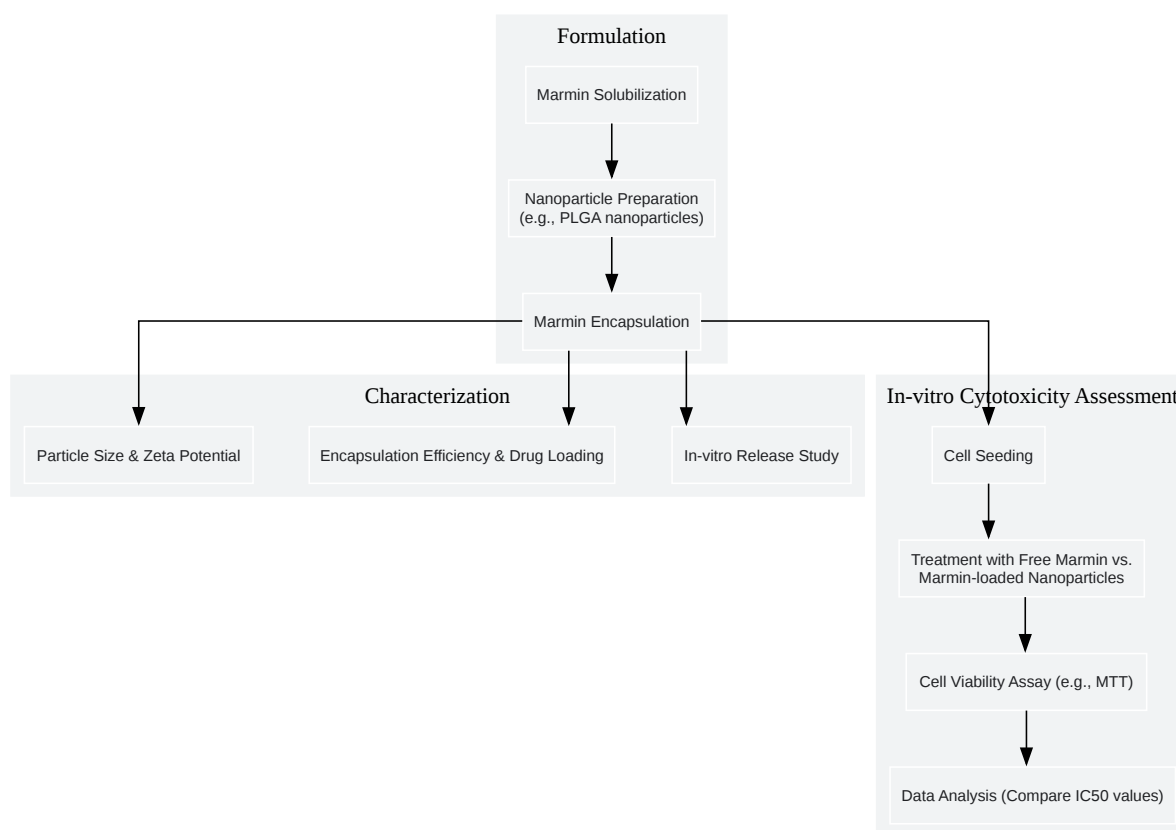 Formulation
Marmin Solubilization
Nanoparticle Preparation
(e.g., PLGA nanoparticles)
Marmin Encapsulation
Characterization
Particle Size & Zeta Potential
Encapsulation Efficiency & Drug Loading
In-vitro Release Study
In-vitro Cytotoxicity Assessment
Cell Seeding
Treatment with Free Marmin vs.
Marmin-loaded Nanoparticles
Cell Viability Assay (e.g., MTT)
Data Analysis (Compare IC50 values)